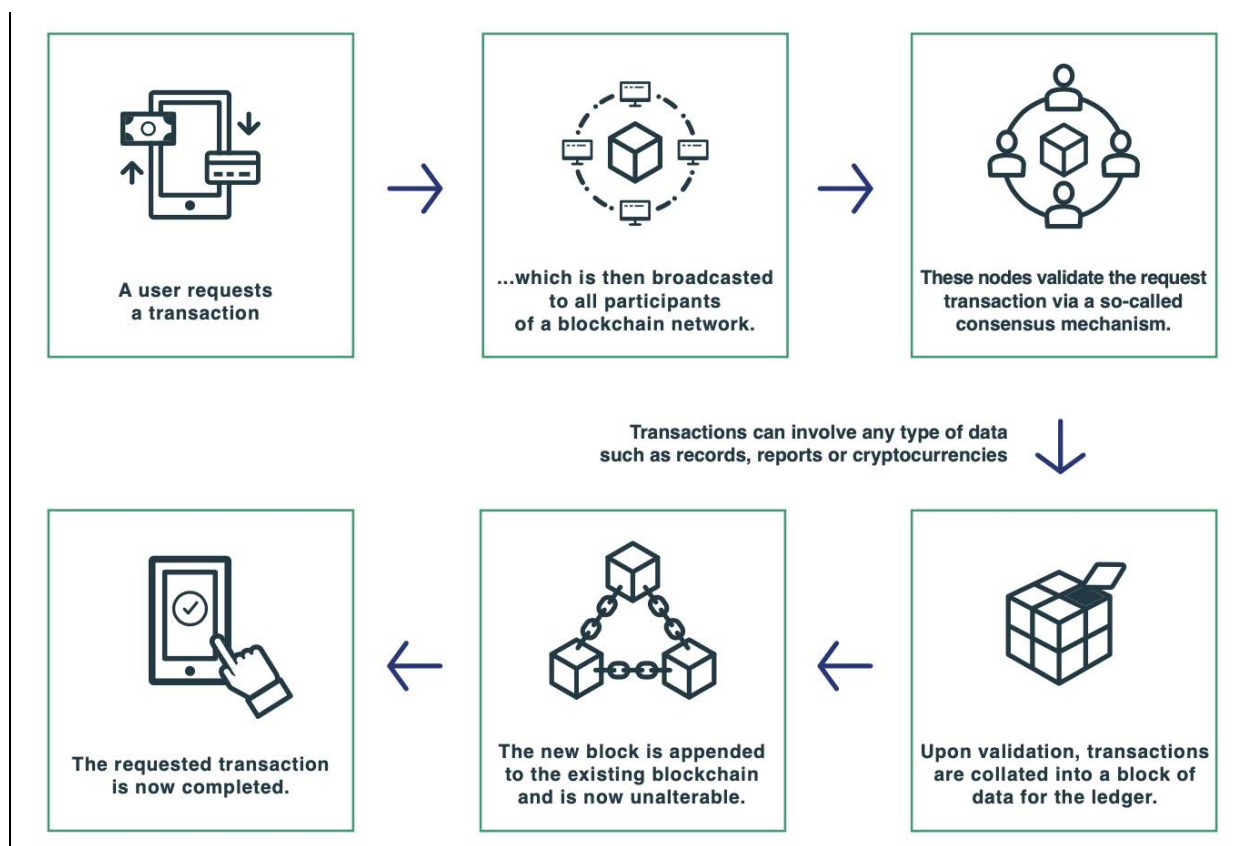 A user requests
a transaction
...which is then broadcasted
to all participants
of a blockchain network.
These nodes validate the request
transaction via a so-called
consensus mechanism.
Transactions can involve any type of data
such as records, reports or cryptocurrencies
Upon validation, transactions
are collated into a block of
data for the ledger.
The new block is appended
to the existing blockchain
and is now unalterable.
The requested transaction
is now completed.